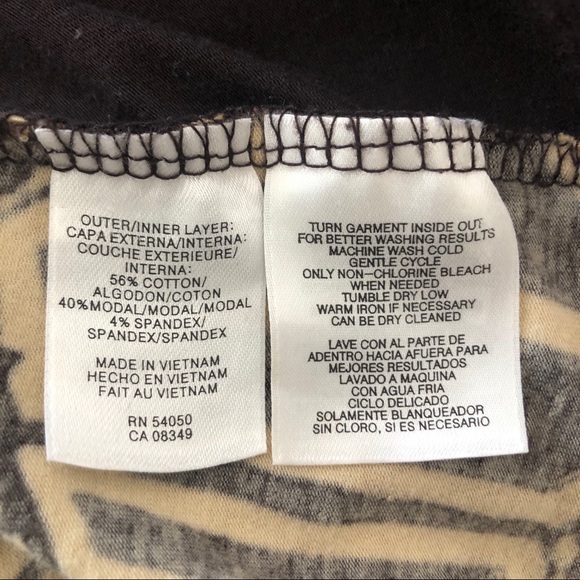 OUTER/INNER LAYER:
CAPA EXTERNA/INTERNA:
COUCHE EXTERIEURE/
INTERNA:
56% COTTON/
ALGODON/COTON
40%MODAL/MODAL/MODAL
4% SPANDEX/
SPANDEX/SPANDEX
MADE IN VIETNAM
HECHO EN VIETNAM
FAIT AU VIETNAM
RN 54050
CA 08349
TURN GARMENT INSIDE OUT
FOR BETTER WASHING RESULTS
MACHINE WASH COLD
GENTLE CYCLE
ONLY NON-CHLORINE BLEACH
WHEN NEEDED
TUMBLE DRY LOW
WARM IRON IF NECESSARY
CAN BE DRY CLEANED
LAVE CON AL PARTE DE
ADENTRO HACIA AFUERA PARA
MEJORES RESULTADOS
LAVADO A MAQUINA
CON AGUA FRIA
CICLO DELICADO
SOLAMENTE BLANQUEADOR
SIN CLORO, SI ES NECESARIO